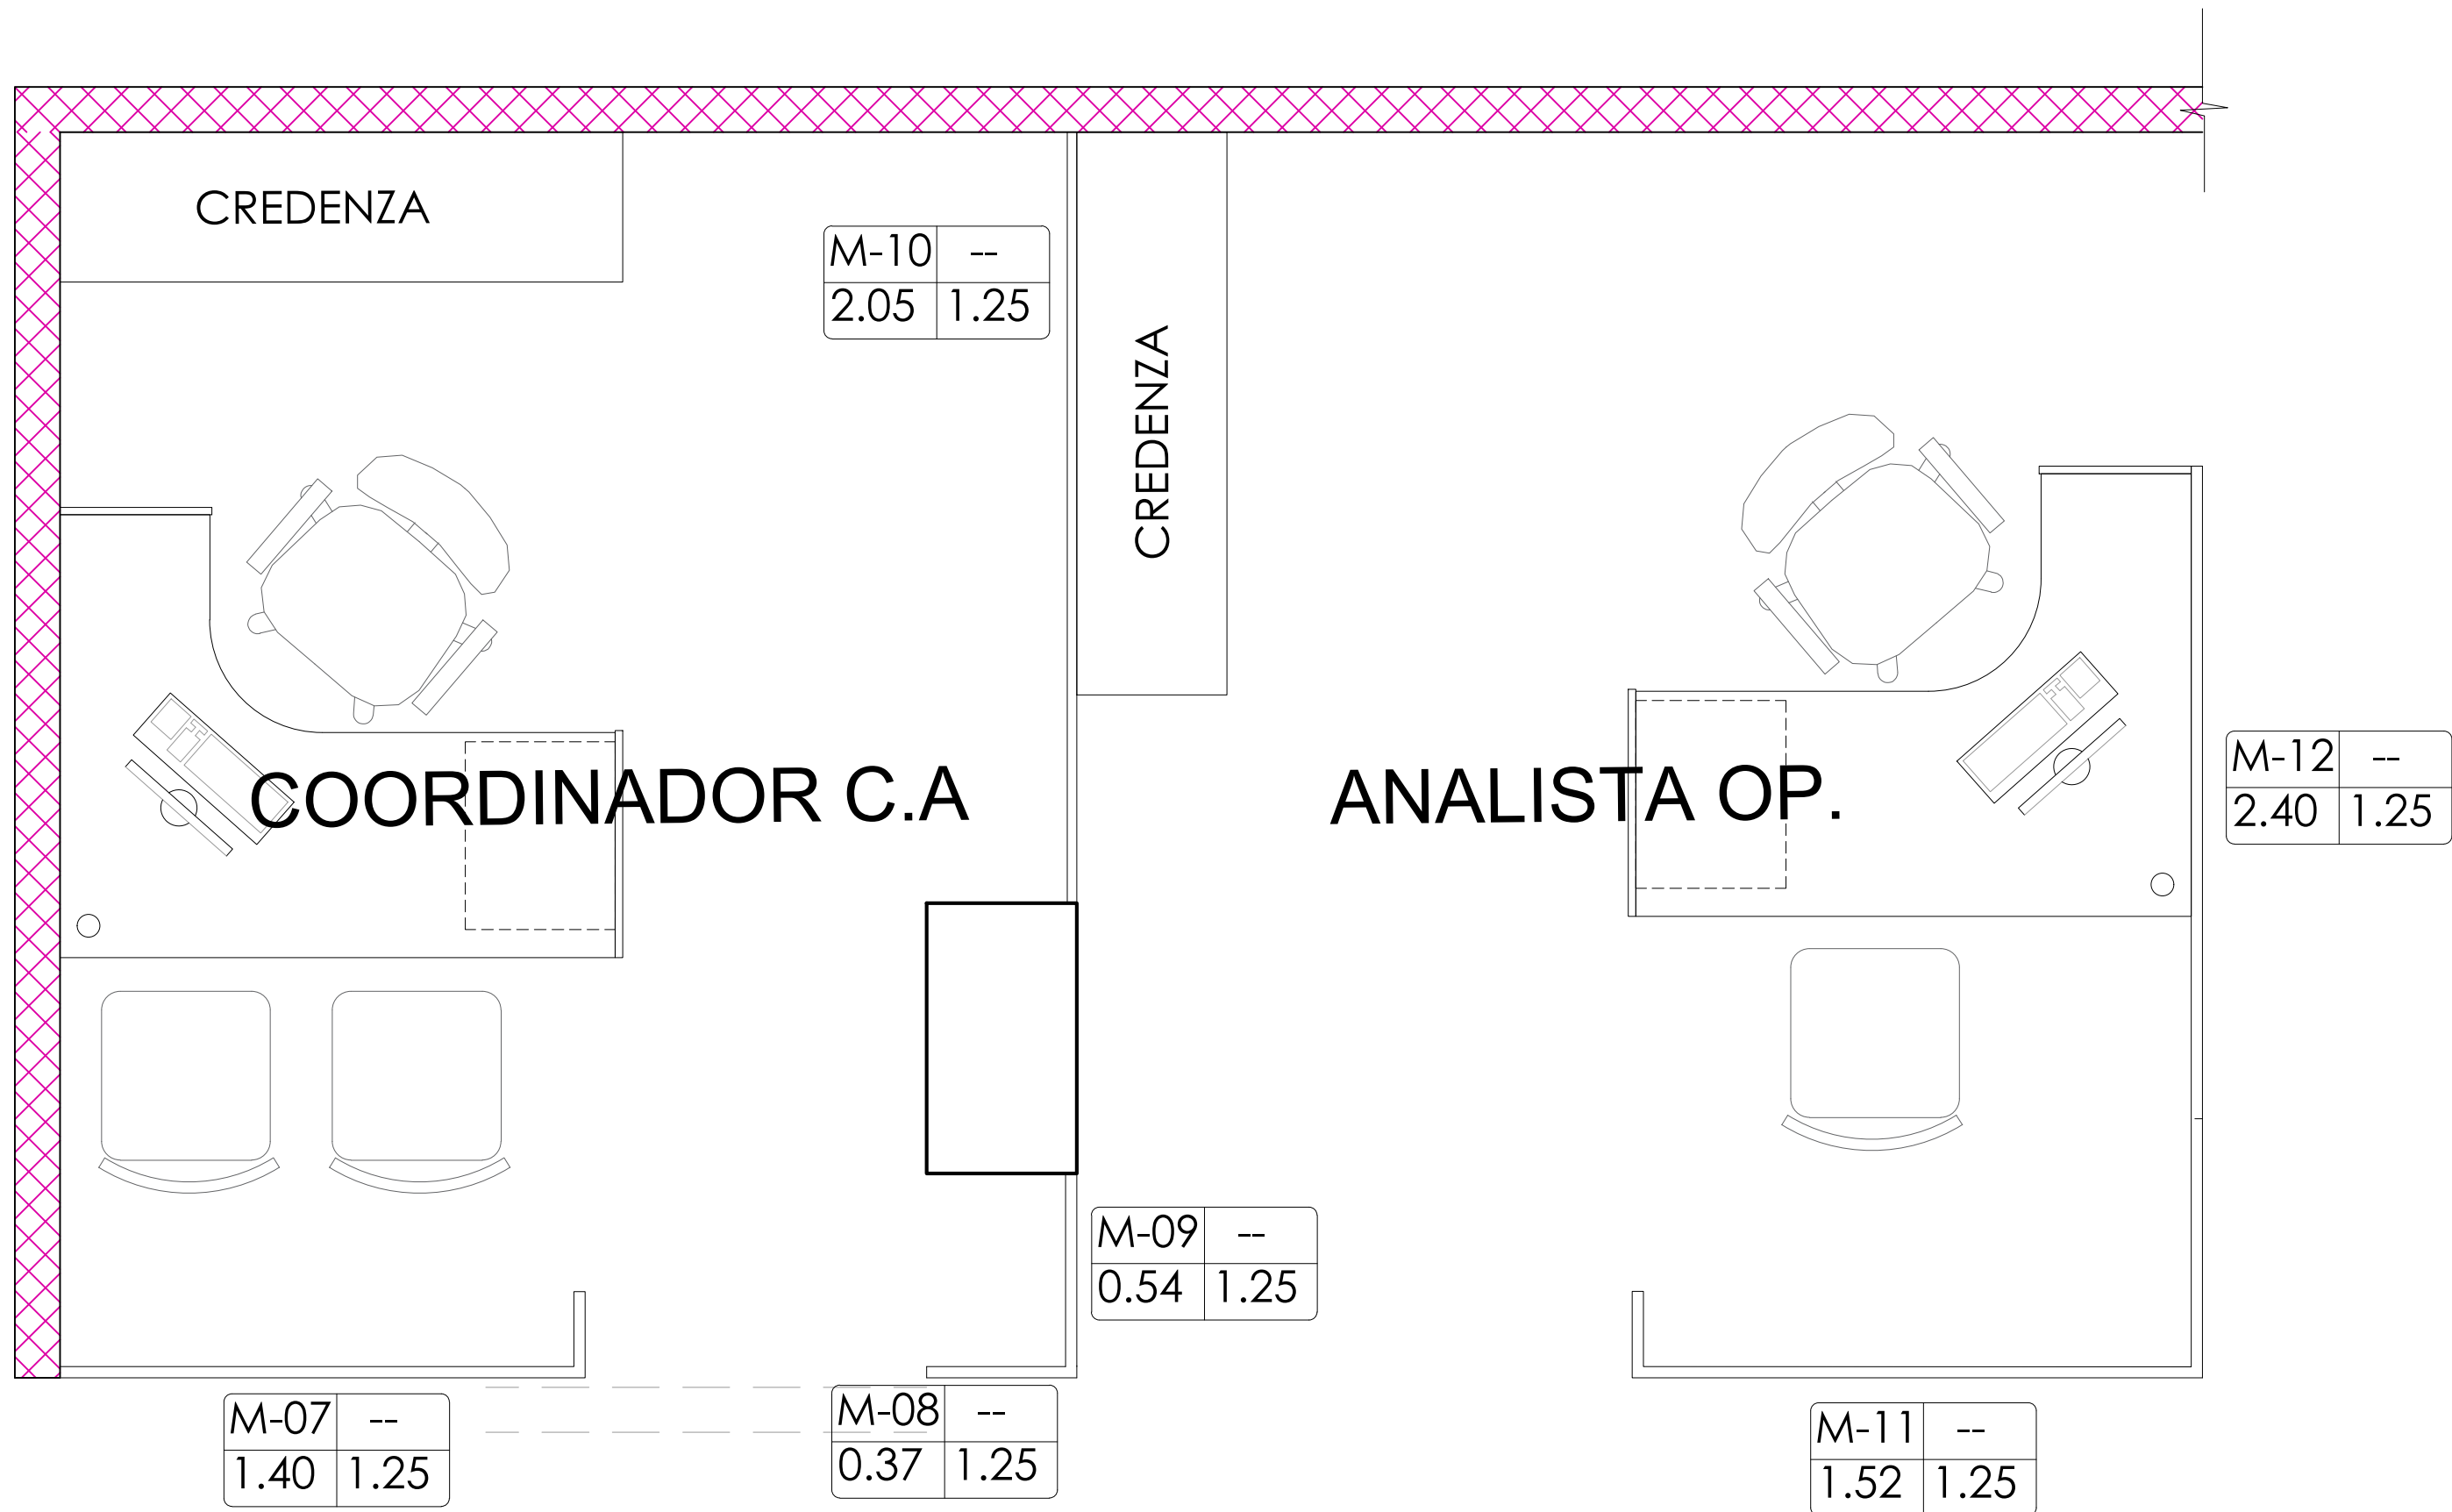 CREDENZA
M-10 --
2.05 1.25
CREDENZA
COORDINADOR C.A
ANALISTA OP.
M-12 --
2.40 1.25
M-09 --
0.54 1.25
M-07 --
1.40 1.25
M-08 --
0.37 1.25
M-11 --
1.52 1.25